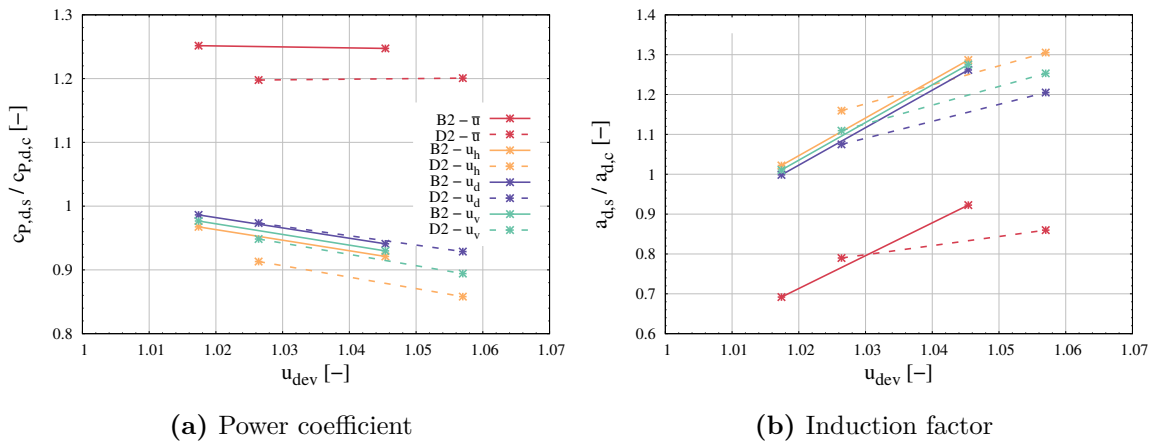 1.3
1.2
1.1
1
0.9
0.8
c_P,d,s / c_P,d,c [–]
B2 – u̅
D2 – u̅
B2 – u_h
D2 – u_h
B2 – u_d
D2 – u_d
B2 – u_v
D2 – u_v
1 1.01 1.02 1.03 1.04 1.05 1.06 1.07
u_dev [–]
(a) Power coefficient
1.4
1.3
1.2
1.1
1
0.9
0.8
0.7
0.6
a_d,s / a_d,c [–]
1 1.01 1.02 1.03 1.04 1.05 1.06 1.07
u_dev [–]
(b) Induction factor